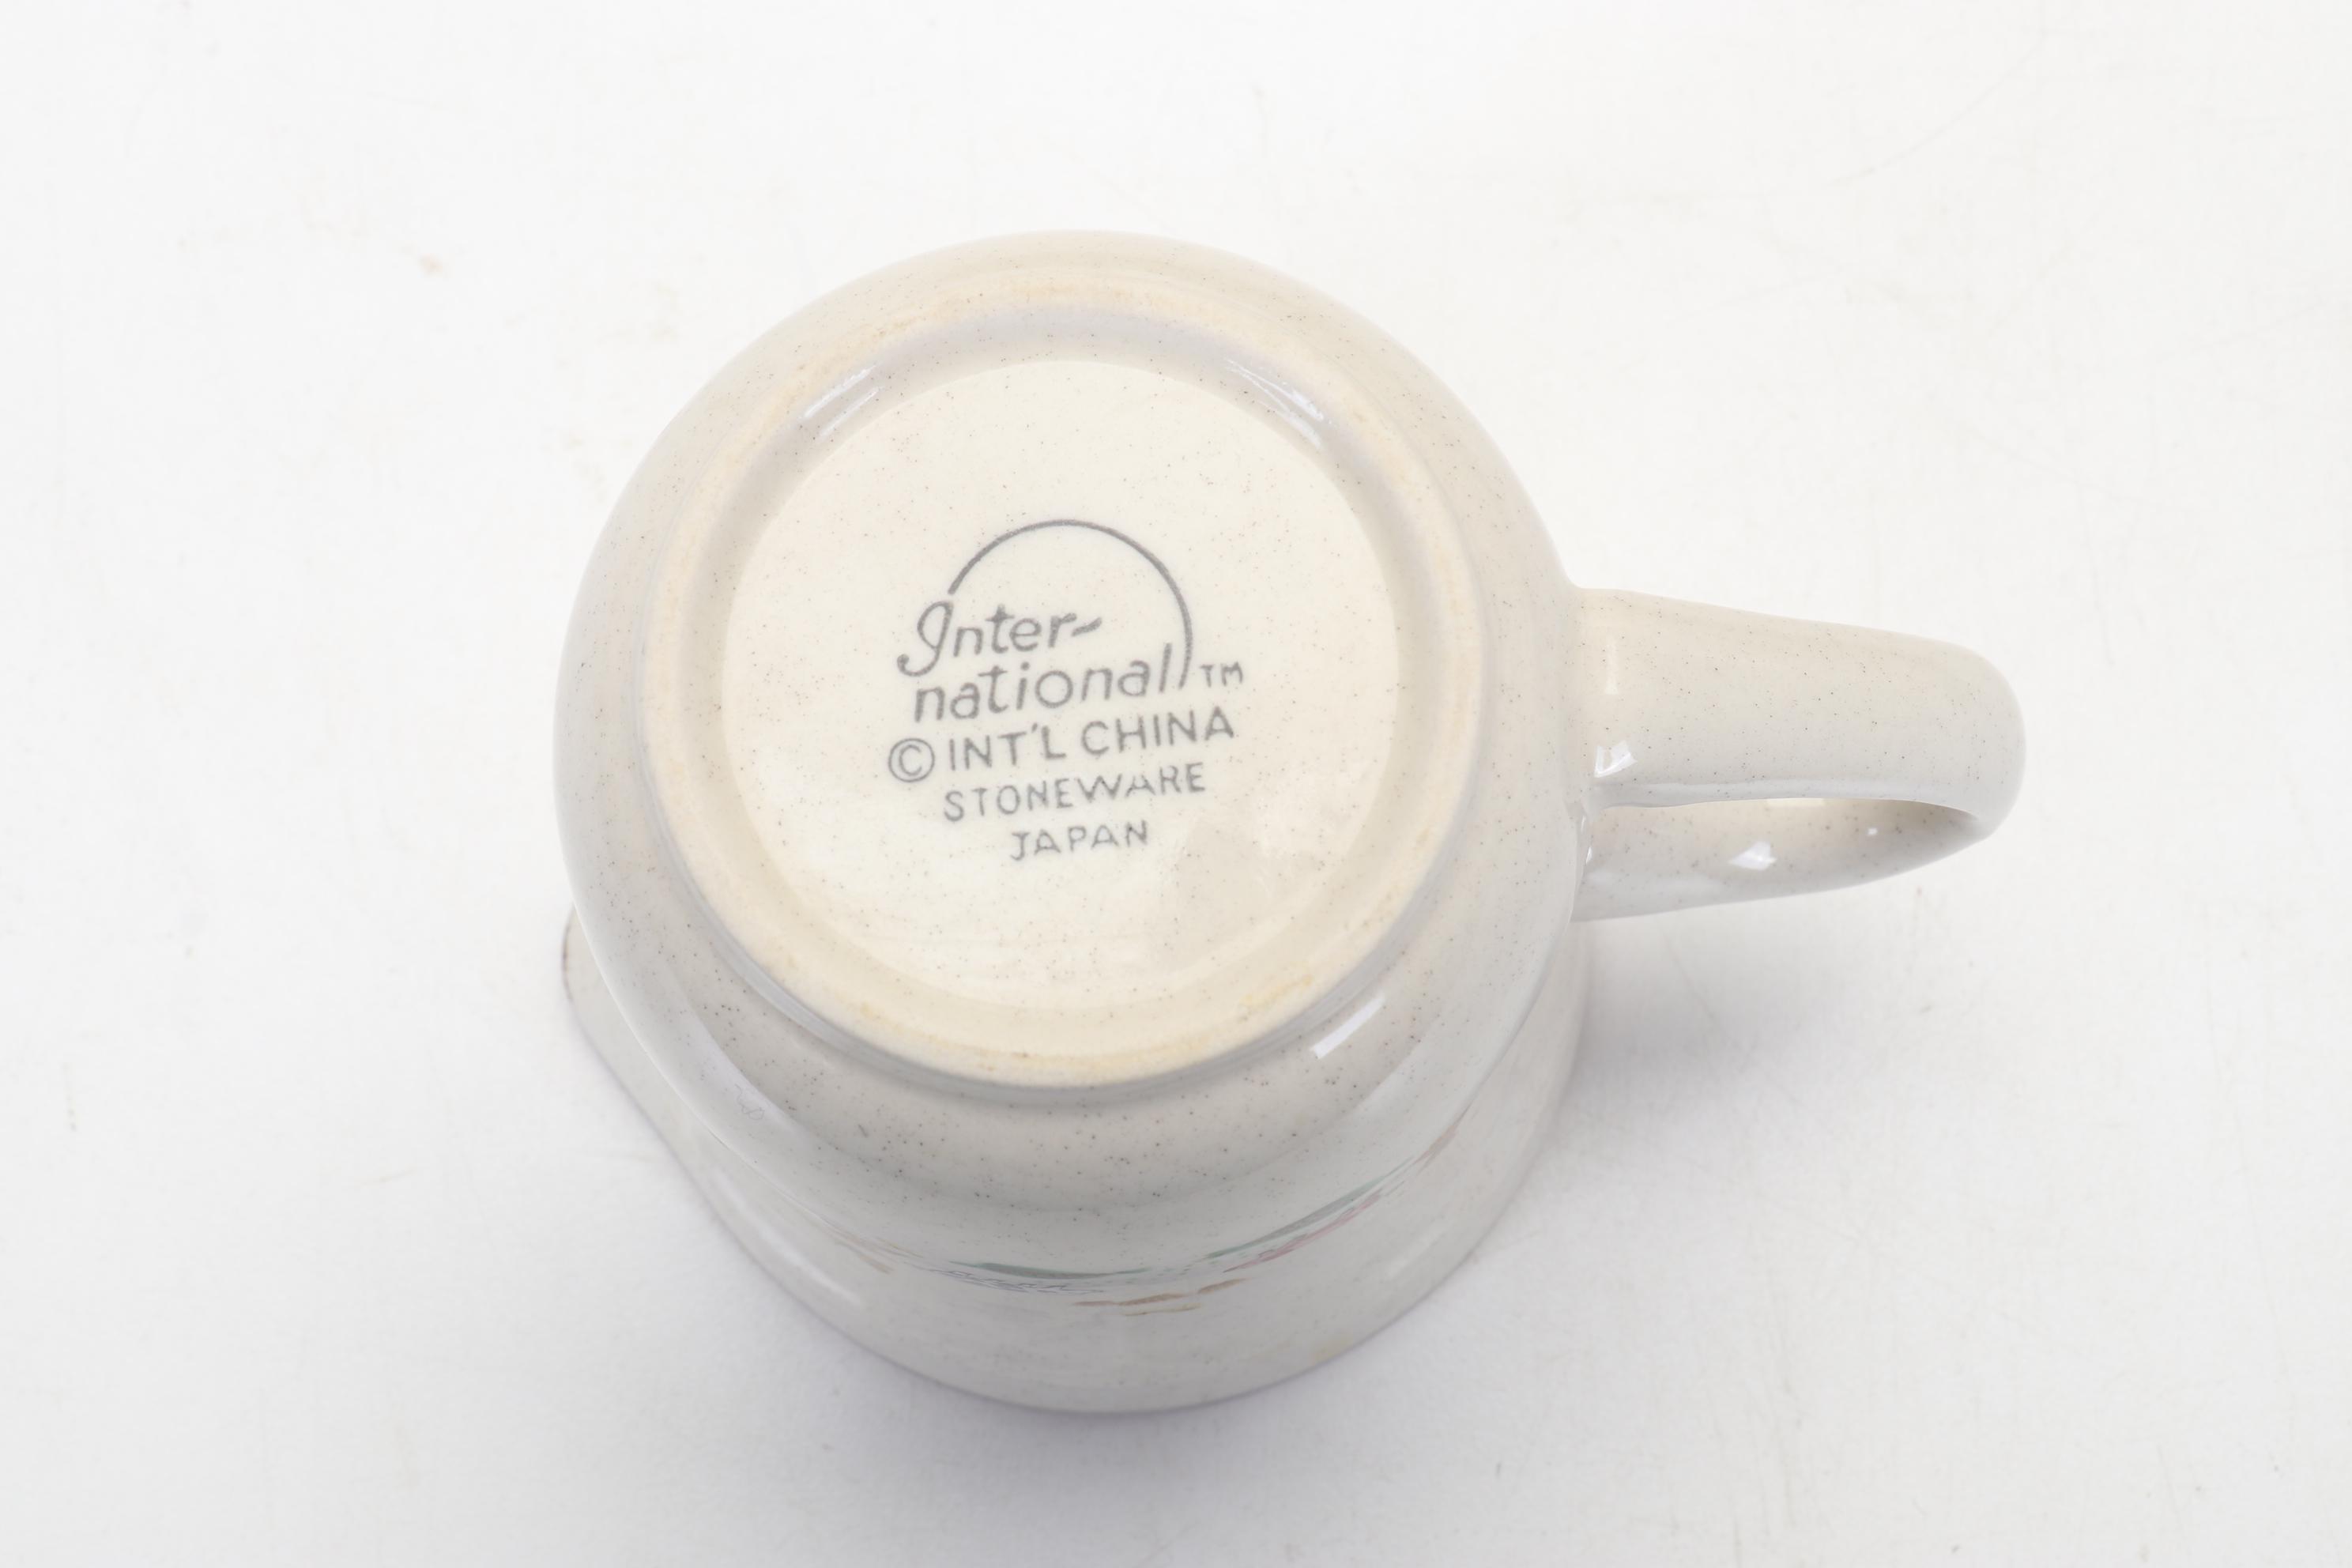 Inter-
national™
© INT'L CHINA
STONEWARE
JAPAN